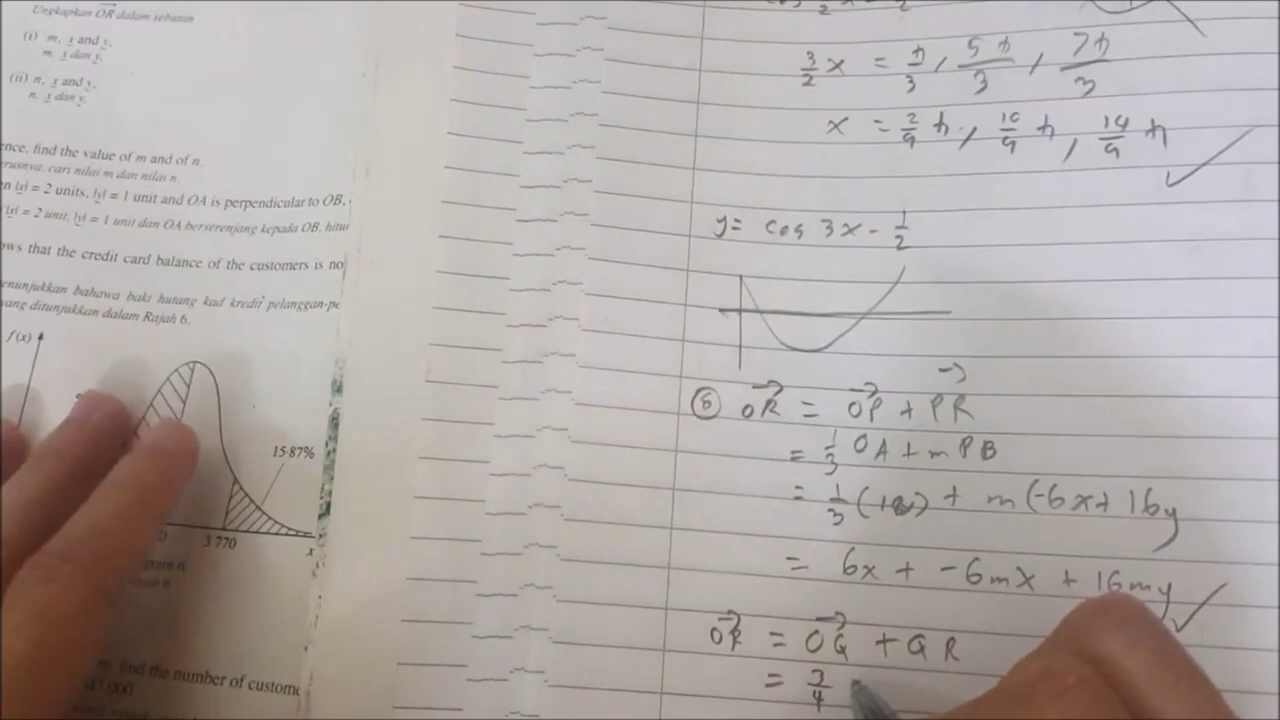 Ungkapkan OR dalam sebutan
(i) m, x and y,
m, x dan y,
(ii) n, x and y,
n, x dan y,
ence, find the value of m and of n.
erusnya, cari nilai m dan nilai n.
en |x| = 2 units, |y| = 1 unit and OA is perpendicular to OB,
|x| = 2 unit, |y| = 1 unit dan OA berserenjang kepada OB, hitu
ows that the credit card balance of the customers is no
enunjukkan bahawa baki hutang kad kredit pelanggan-pe
yang ditunjukkan dalam Rajah 6.
f(x)
15·87%
0
3 770
x
find the number of custome
000
3/2 x = π/3, 5π/3, 7π/3
x = 2/9 π, 10/9 π, 14/9 π
y = cos 3x - 1/2
OR = OP + PR
= 1/3 OA + m PB
= 1/3 (18) + m(-6x + 16y
= 6x + -6mx + 16my
OR = OQ + QR
= 3/4